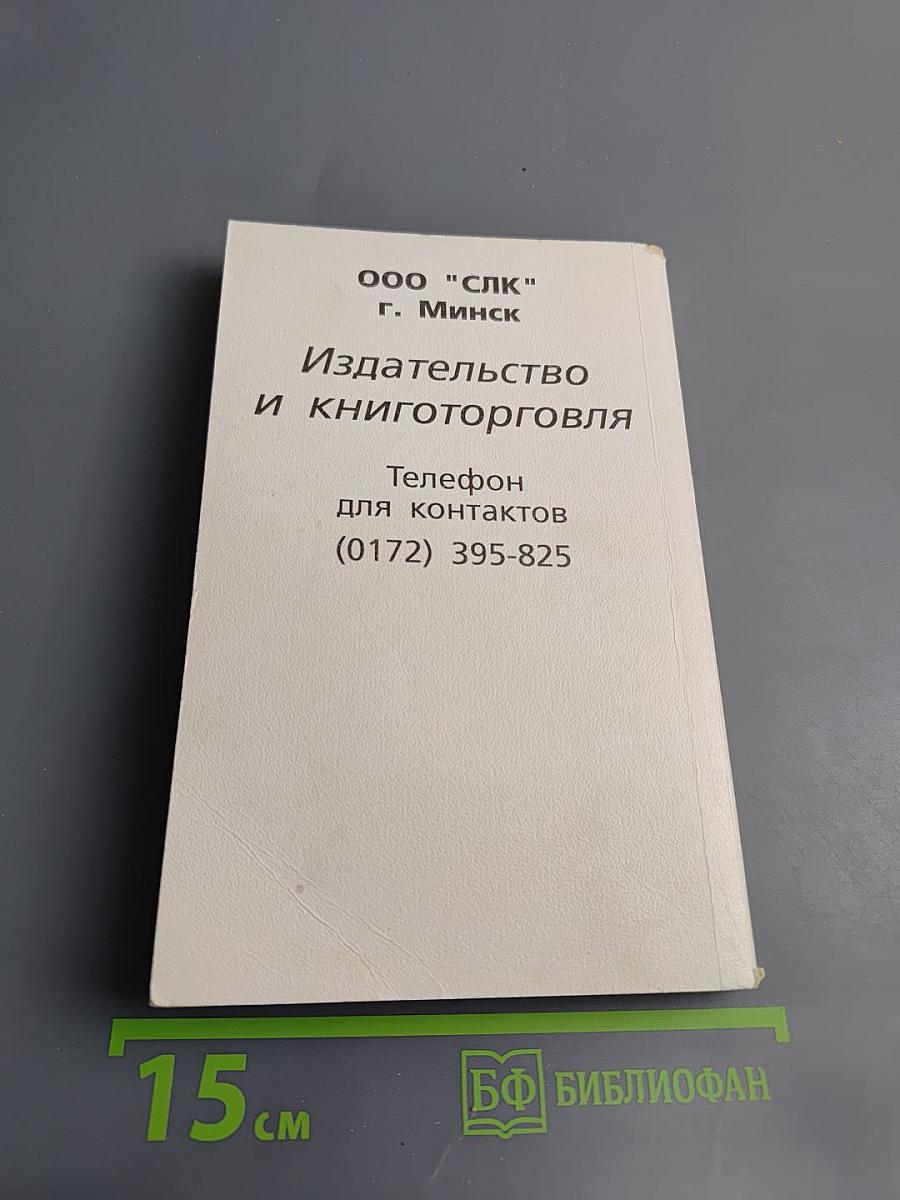 ООО "СЛК"
г. Минск
Издательство
и книготорговля
Телефон
для контактов
(0172) 395-825
15 см
БФ БИБЛИОФАН